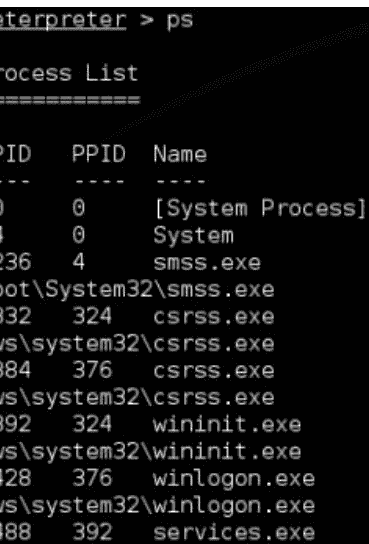 eterpreter > ps
rocess List
===========
PID PPID Name
--- ---- ----
0 0 [System Process]
4 0 System
236 4 smss.exe
oot\System32\smss.exe
332 324 csrss.exe
ws\system32\csrss.exe
384 376 csrss.exe
ws\system32\csrss.exe
392 324 wininit.exe
ws\system32\wininit.exe
428 376 winlogon.exe
ws\system32\winlogon.exe
488 392 services.exe